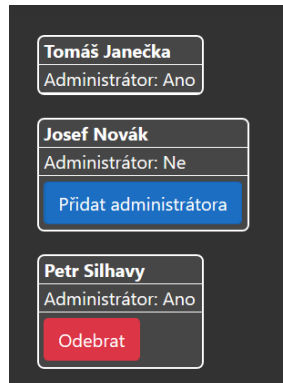 Tomáš Janečka
Administrátor: Ano
Josef Novák
Administrátor: Ne
Přidat administrátora
Petr Silhavy
Administrátor: Ano
Odebrat